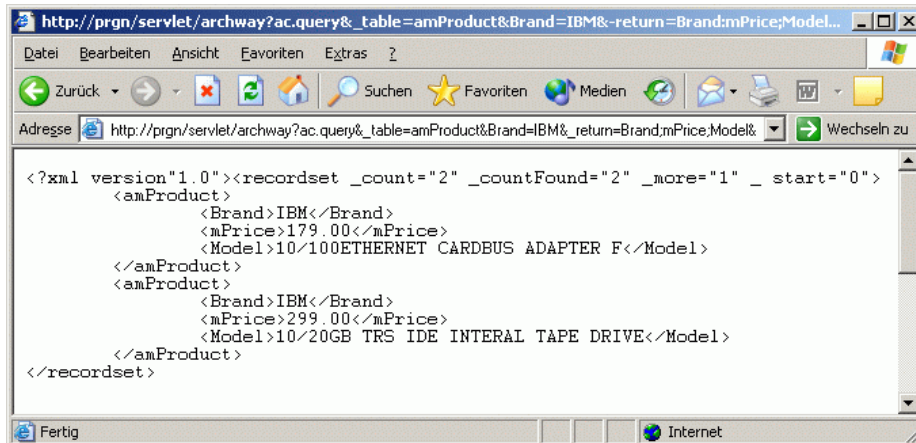 http://prgn/servlet/archway?ac.query&_table=amProduct&Brand=IBM&-return=Brand:mPrice;Model...
Datei Bearbeiten Ansicht Favoriten Extras ?
Zurück Suchen Favoriten Medien
Adresse http://prgn/servlet/archway?ac.query&_table=amProduct&Brand=IBM&_return=Brand;mPrice;Model& Wechseln zu
<?xml version"1.0"><recordset _count="2" _countFound="2" _more="1" _ start="0">
<amProduct>
<Brand>IBM</Brand>
<mPrice>179.00</mPrice>
<Model>10/100ETHERNET CARDBUS ADAPTER F</Model>
</amProduct>
<amProduct>
<Brand>IBM</Brand>
<mPrice>299.00</mPrice>
<Model>10/20GB TRS IDE INTERAL TAPE DRIVE</Model>
</amProduct>
</recordset>
Fertig Internet